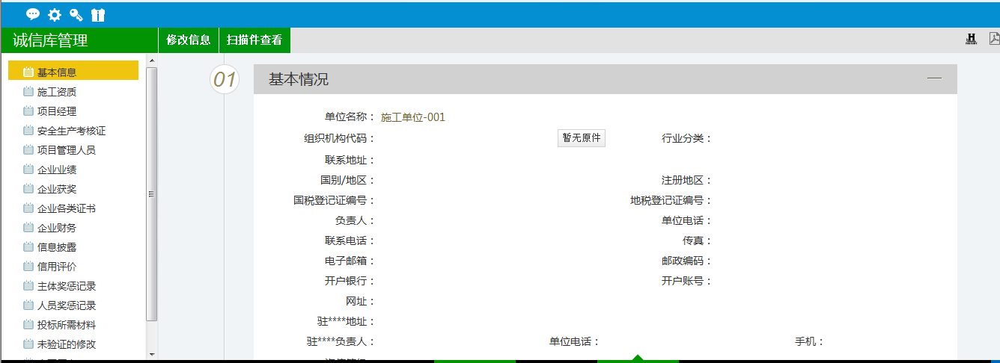 诚信库管理
修改信息
扫描件查看
HISTORY
基本信息
施工资质
项目经理
安全生产考核证
项目管理人员
企业业绩
企业获奖
企业各类证书
企业财务
信息披露
信用评价
主体奖惩记录
人员奖惩记录
投标所需材料
未验证的修改
01
基本情况
单位名称： 施工单位-001
组织机构代码： 暂无原件 行业分类：
联系地址：
国别/地区： 注册地区：
国税登记证编号： 地税登记证编号：
负责人： 单位电话：
联系电话： 传真：
电子邮箱： 邮政编码：
开户银行： 开户账号：
网址：
驻****地址：
驻****负责人： 单位电话： 手机：